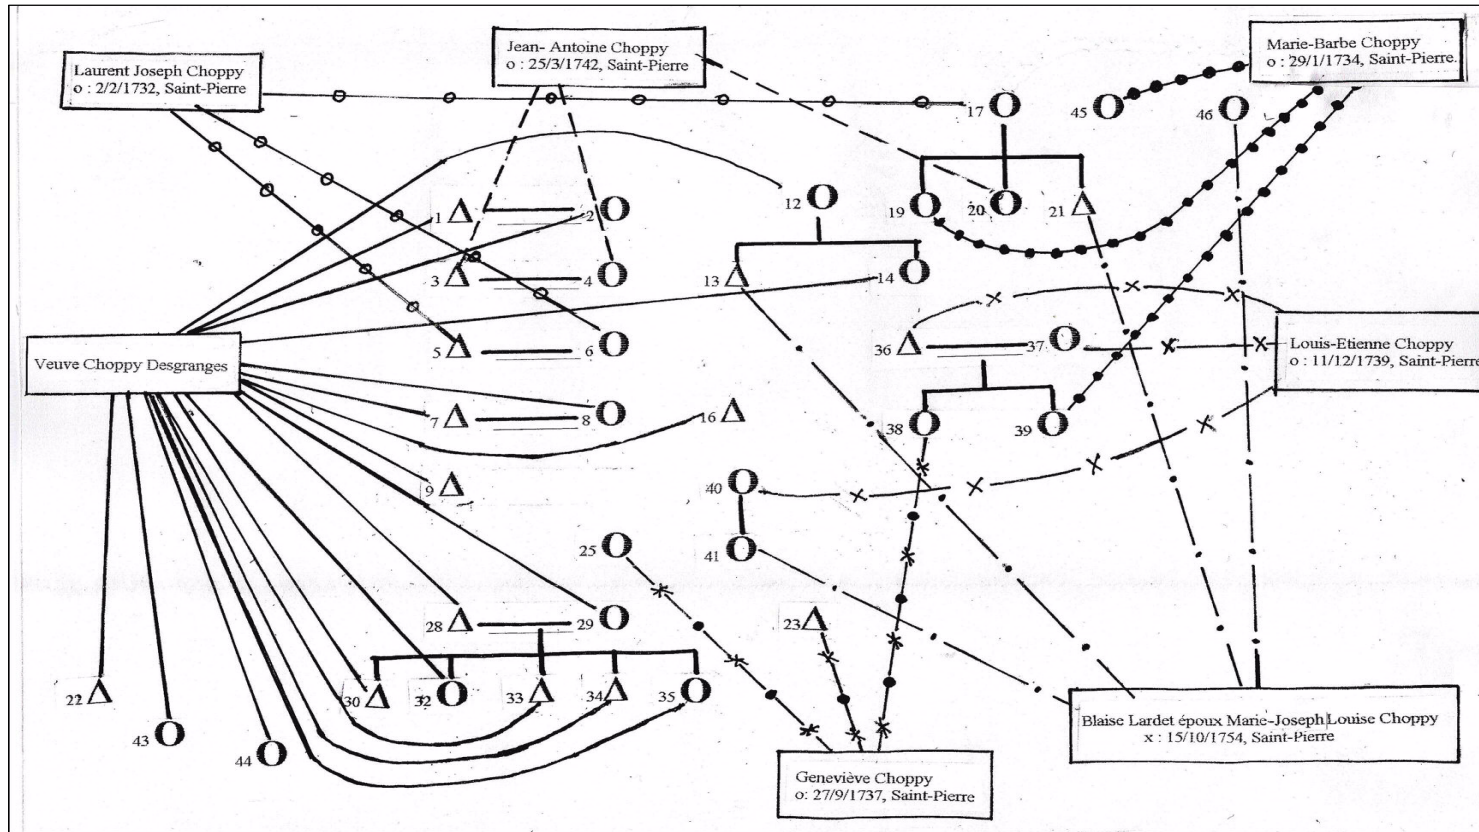 Jean- Antoine Choppy
o : 25/3/1742, Saint-Pierre
Marie-Barbe Choppy
o : 29/1/1734, Saint-Pierre.
Laurent Joseph Choppy
o : 2/2/1732, Saint-Pierre
17
45
46
12
19
20
21
1
2
3
4
13
14
5
6
36
37
Louis-Etienne Choppy
o : 11/12/1739, Saint-Pierre
Veuve Choppy Desgranges
7
8
16
38
39
9
40
25
41
28
29
23
22
30
32
33
34
35
43
44
Blaise Lardet époux Marie-Joseph Louise Choppy
x : 15/10/1754, Saint-Pierre
Geneviève Choppy
o: 27/9/1737, Saint-Pierre